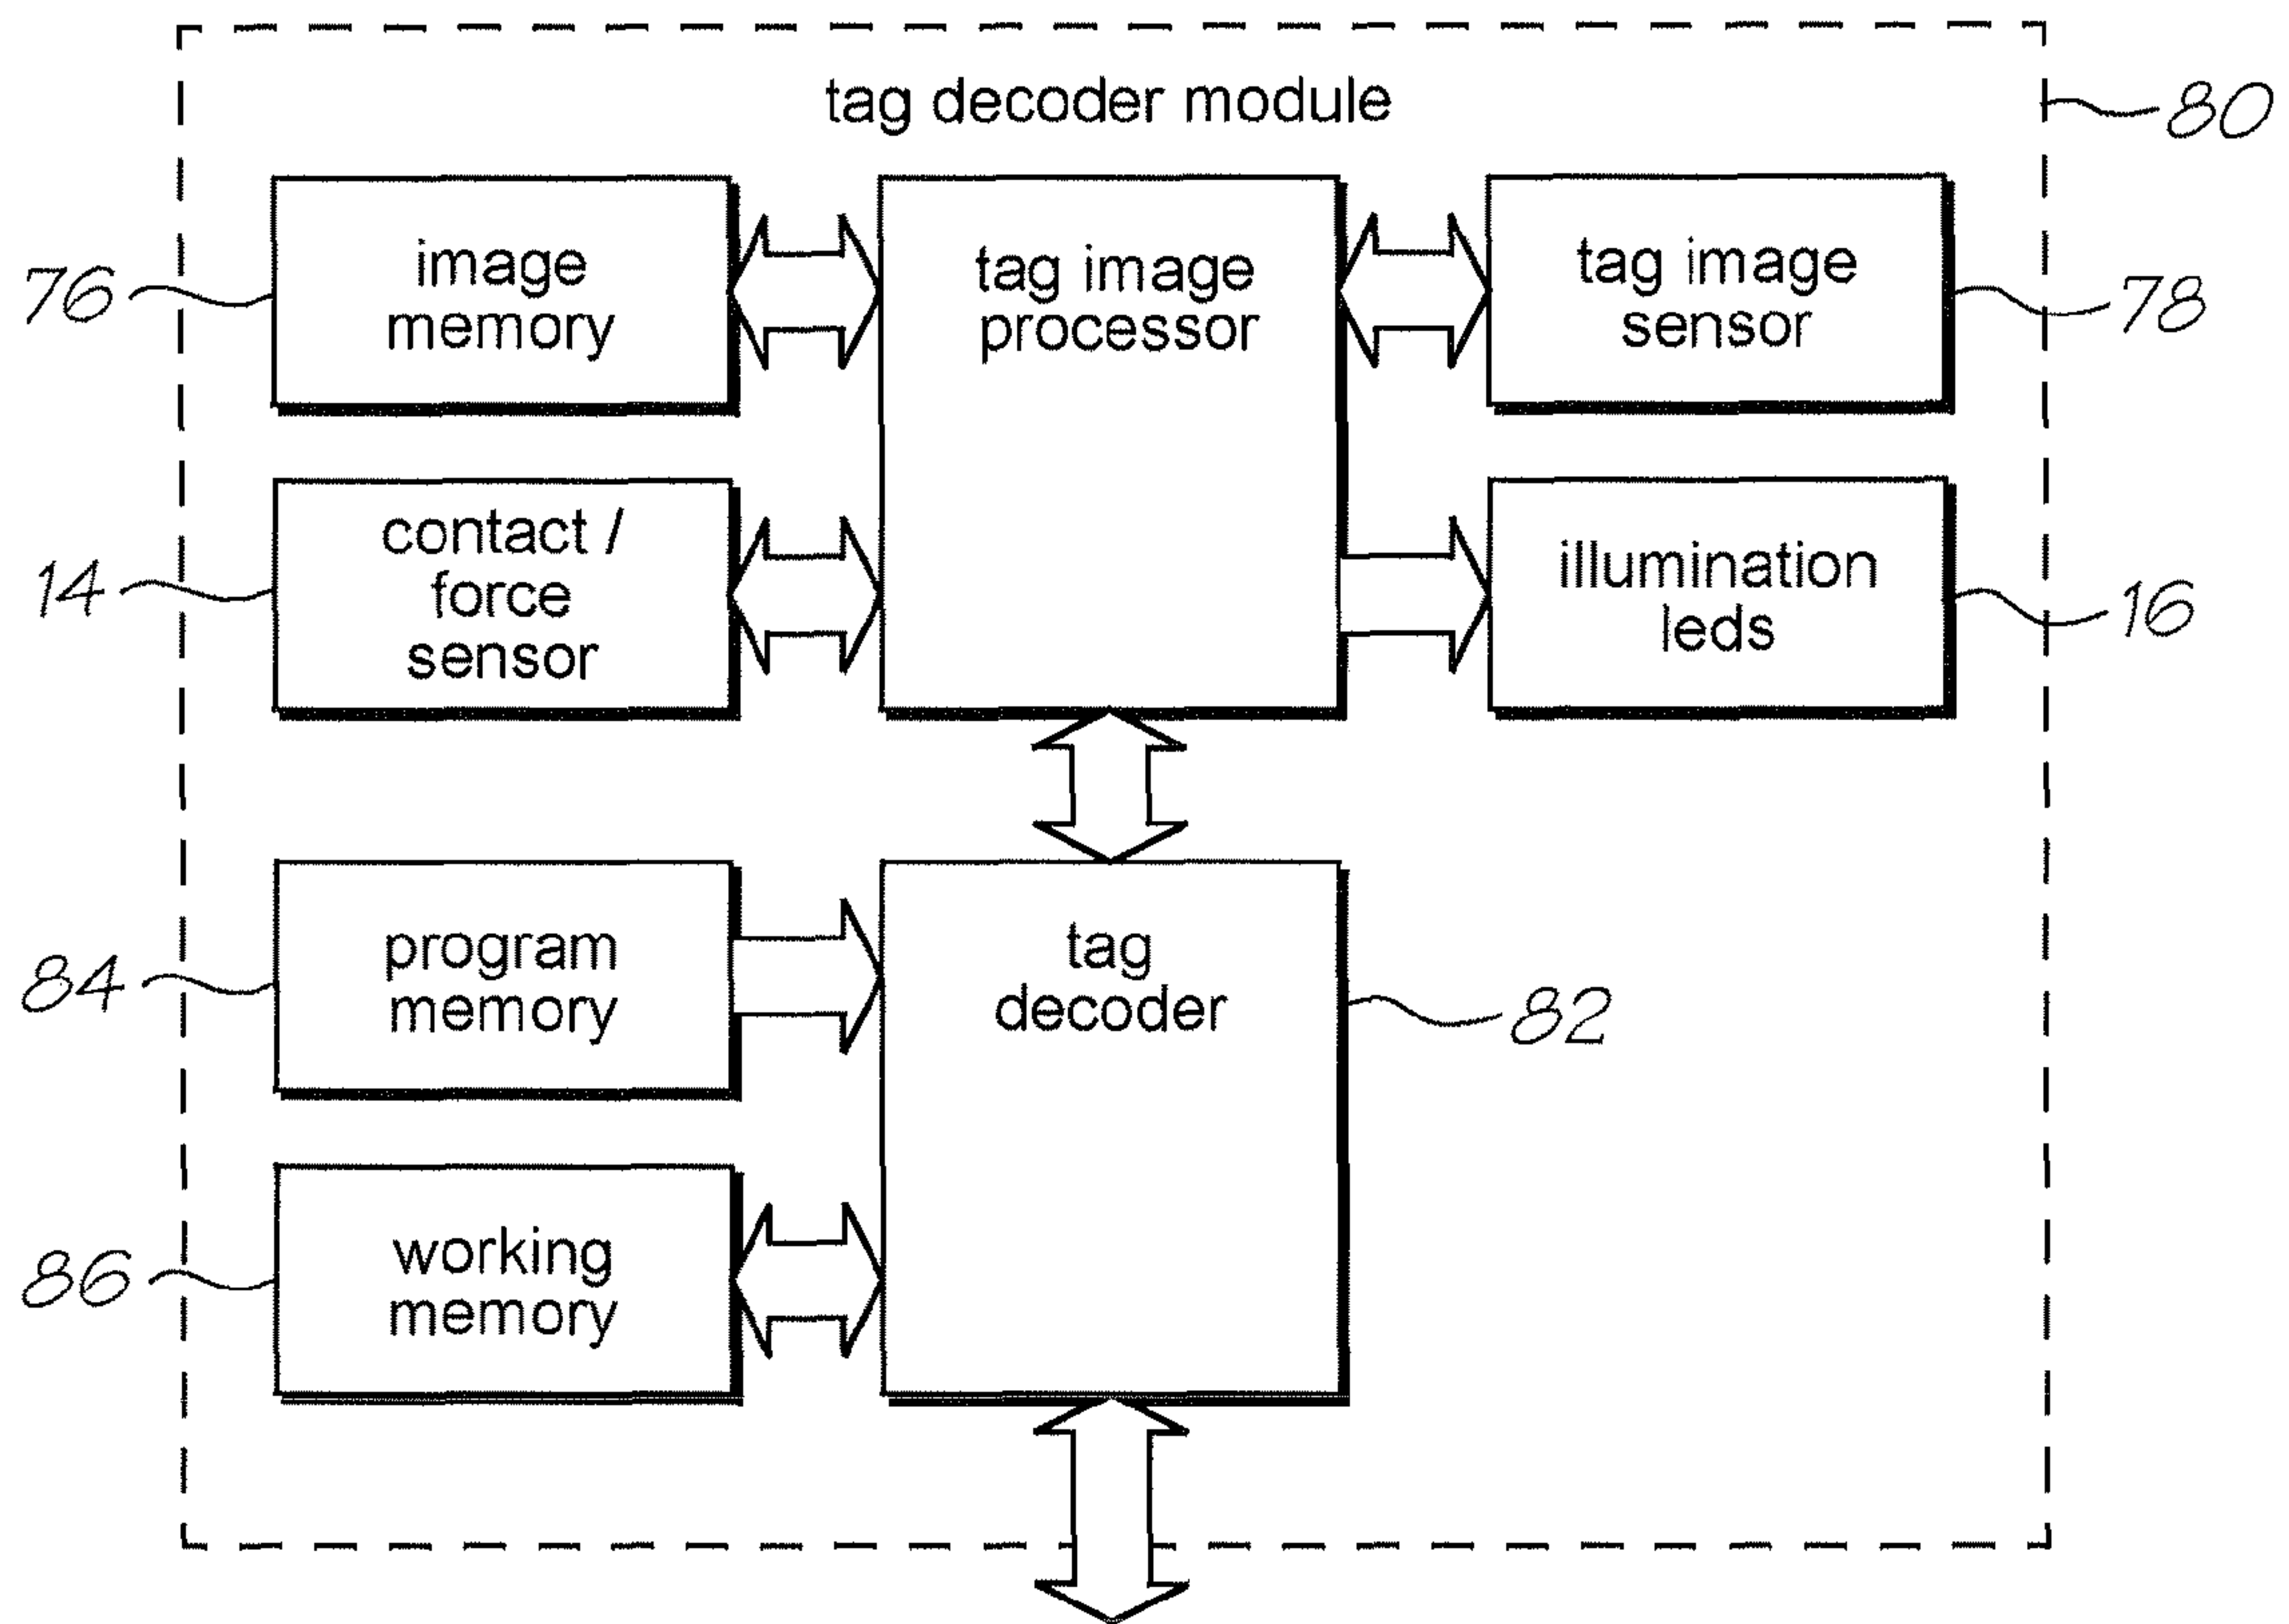 tag decoder module
80
76
image
memory
tag image
processor
tag image
sensor
78
14
contact /
force
sensor
illumination
leds
16
84
program
memory
tag
decoder
82
86
working
memory